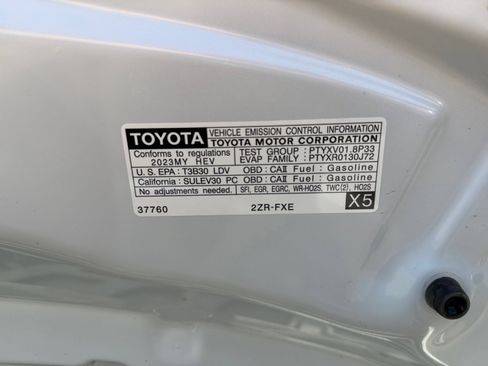 TOYOTA VEHICLE EMISSION CONTROL INFORMATION
TOYOTA MOTOR CORPORATION
Conforms to regulations TEST GROUP : PTYXV01.8P33
2023MY HEV EVAP FAMILY : PTYXR0130J72
U.S. EPA : T3B30 LDV OBD : CAII Fuel : Gasoline
California : SULEV30 PC OBD : CAII Fuel : Gasoline
No adjustments needed. SFI, EGR, EGRC, WR-HO2S, TWC(2), HO2S
37760 2ZR-FXE X5